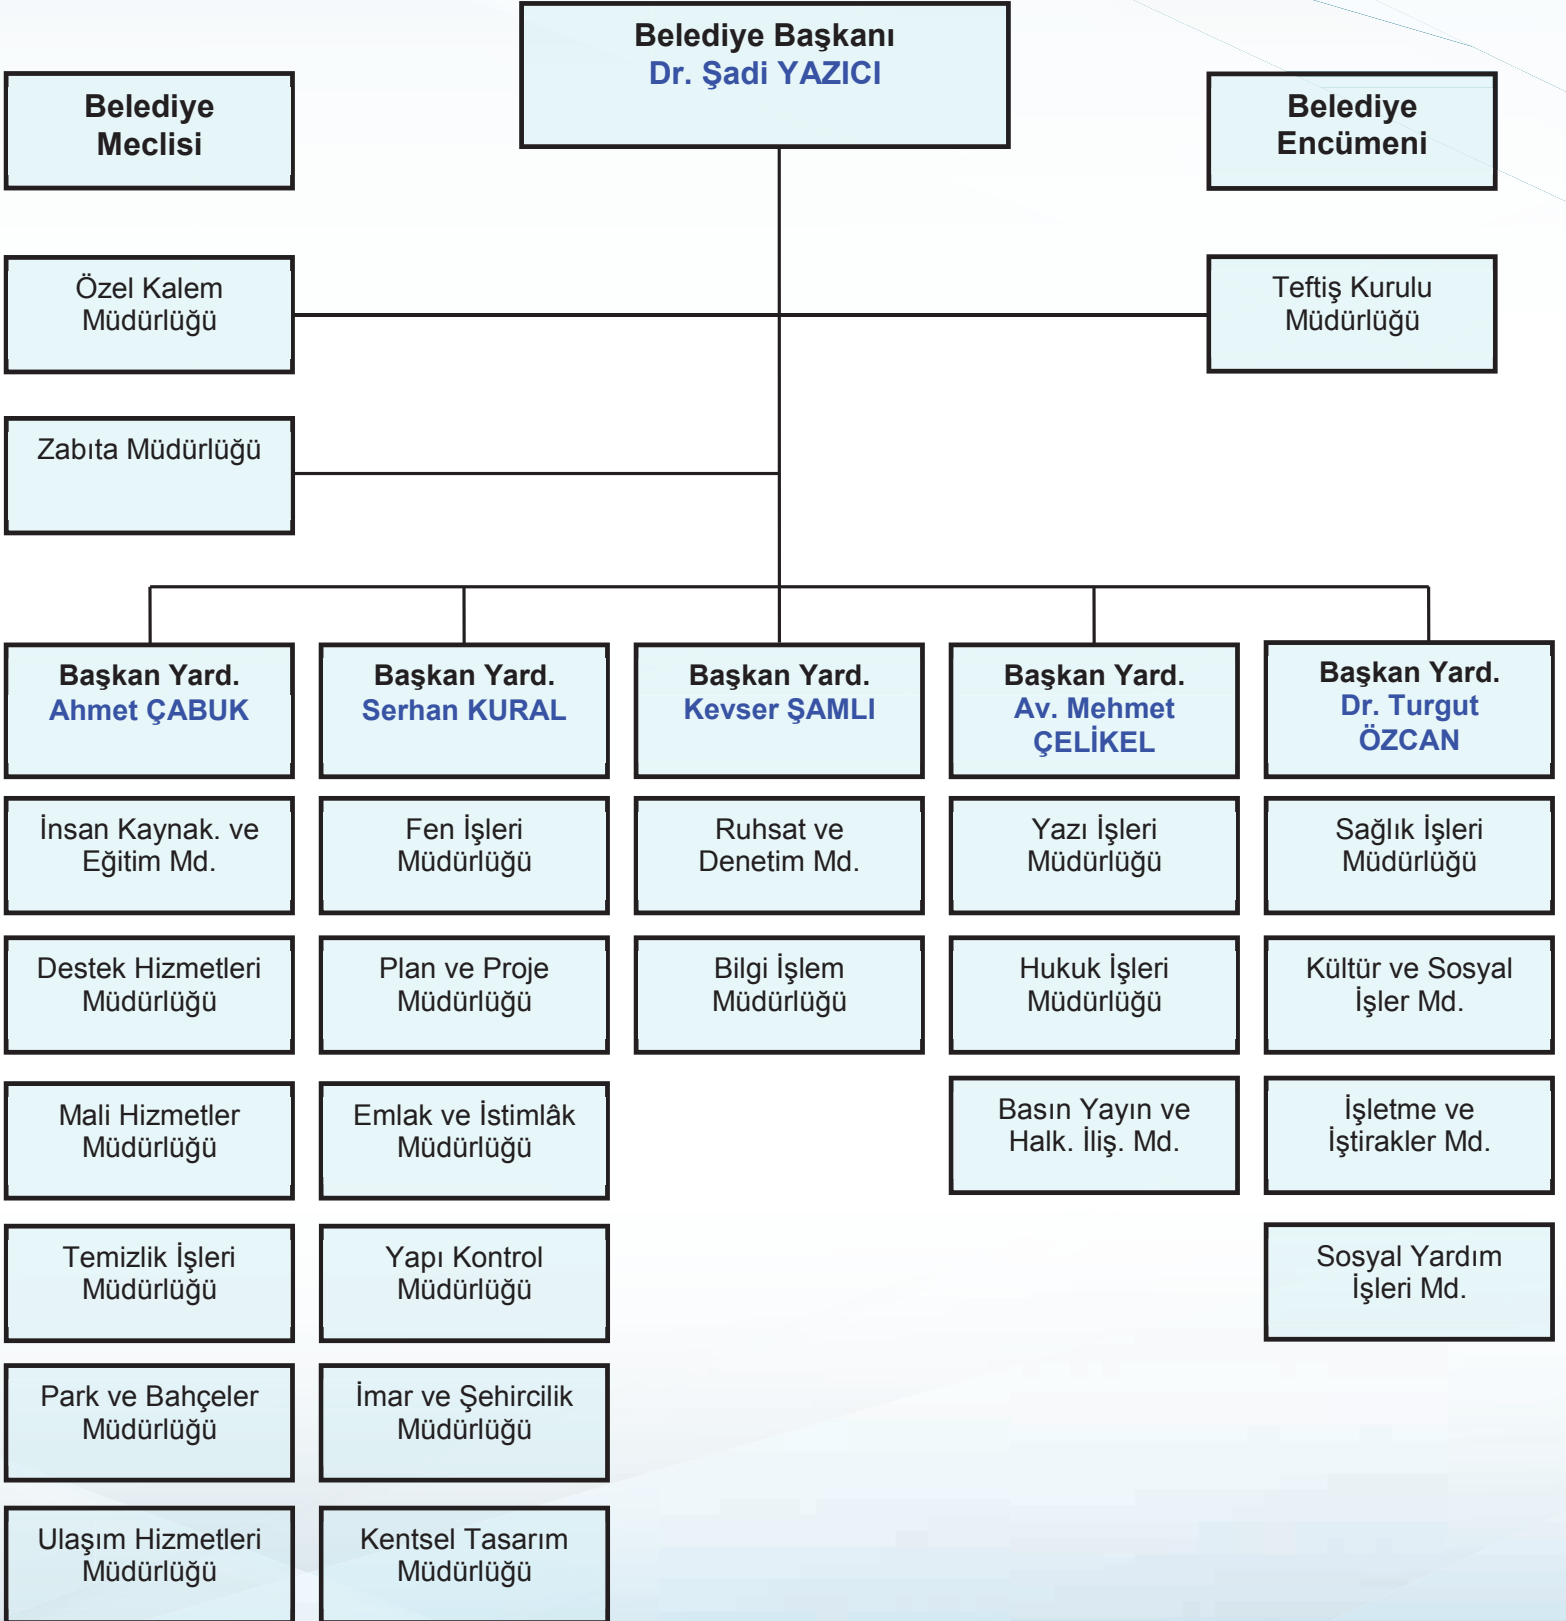 Belediye Başkanı
Dr. Şadi YAZICI
Belediye
Meclisi
Belediye
Encümeni
Özel Kalem
Müdürlüğü
Teftiş Kurulu
Müdürlüğü
Zabıta Müdürlüğü
Başkan Yard.
Ahmet ÇABUK
Başkan Yard.
Serhan KURAL
Başkan Yard.
Kevser ŞAMLI
Başkan Yard.
Av. Mehmet
ÇELİKEL
Başkan Yard.
Dr. Turgut
ÖZCAN
İnsan Kaynak. ve
Eğitim Md.
Fen İşleri
Müdürlüğü
Ruhsat ve
Denetim Md.
Yazı İşleri
Müdürlüğü
Sağlık İşleri
Müdürlüğü
Destek Hizmetleri
Müdürlüğü
Plan ve Proje
Müdürlüğü
Bilgi İşlem
Müdürlüğü
Hukuk İşleri
Müdürlüğü
Kültür ve Sosyal
İşler Md.
Mali Hizmetler
Müdürlüğü
Emlak ve İstimlâk
Müdürlüğü
Basın Yayın ve
Halk. İliş. Md.
İşletme ve
İştirakler Md.
Temizlik İşleri
Müdürlüğü
Yapı Kontrol
Müdürlüğü
Sosyal Yardım
İşleri Md.
Park ve Bahçeler
Müdürlüğü
İmar ve Şehircilik
Müdürlüğü
Ulaşım Hizmetleri
Müdürlüğü
Kentsel Tasarım
Müdürlüğü